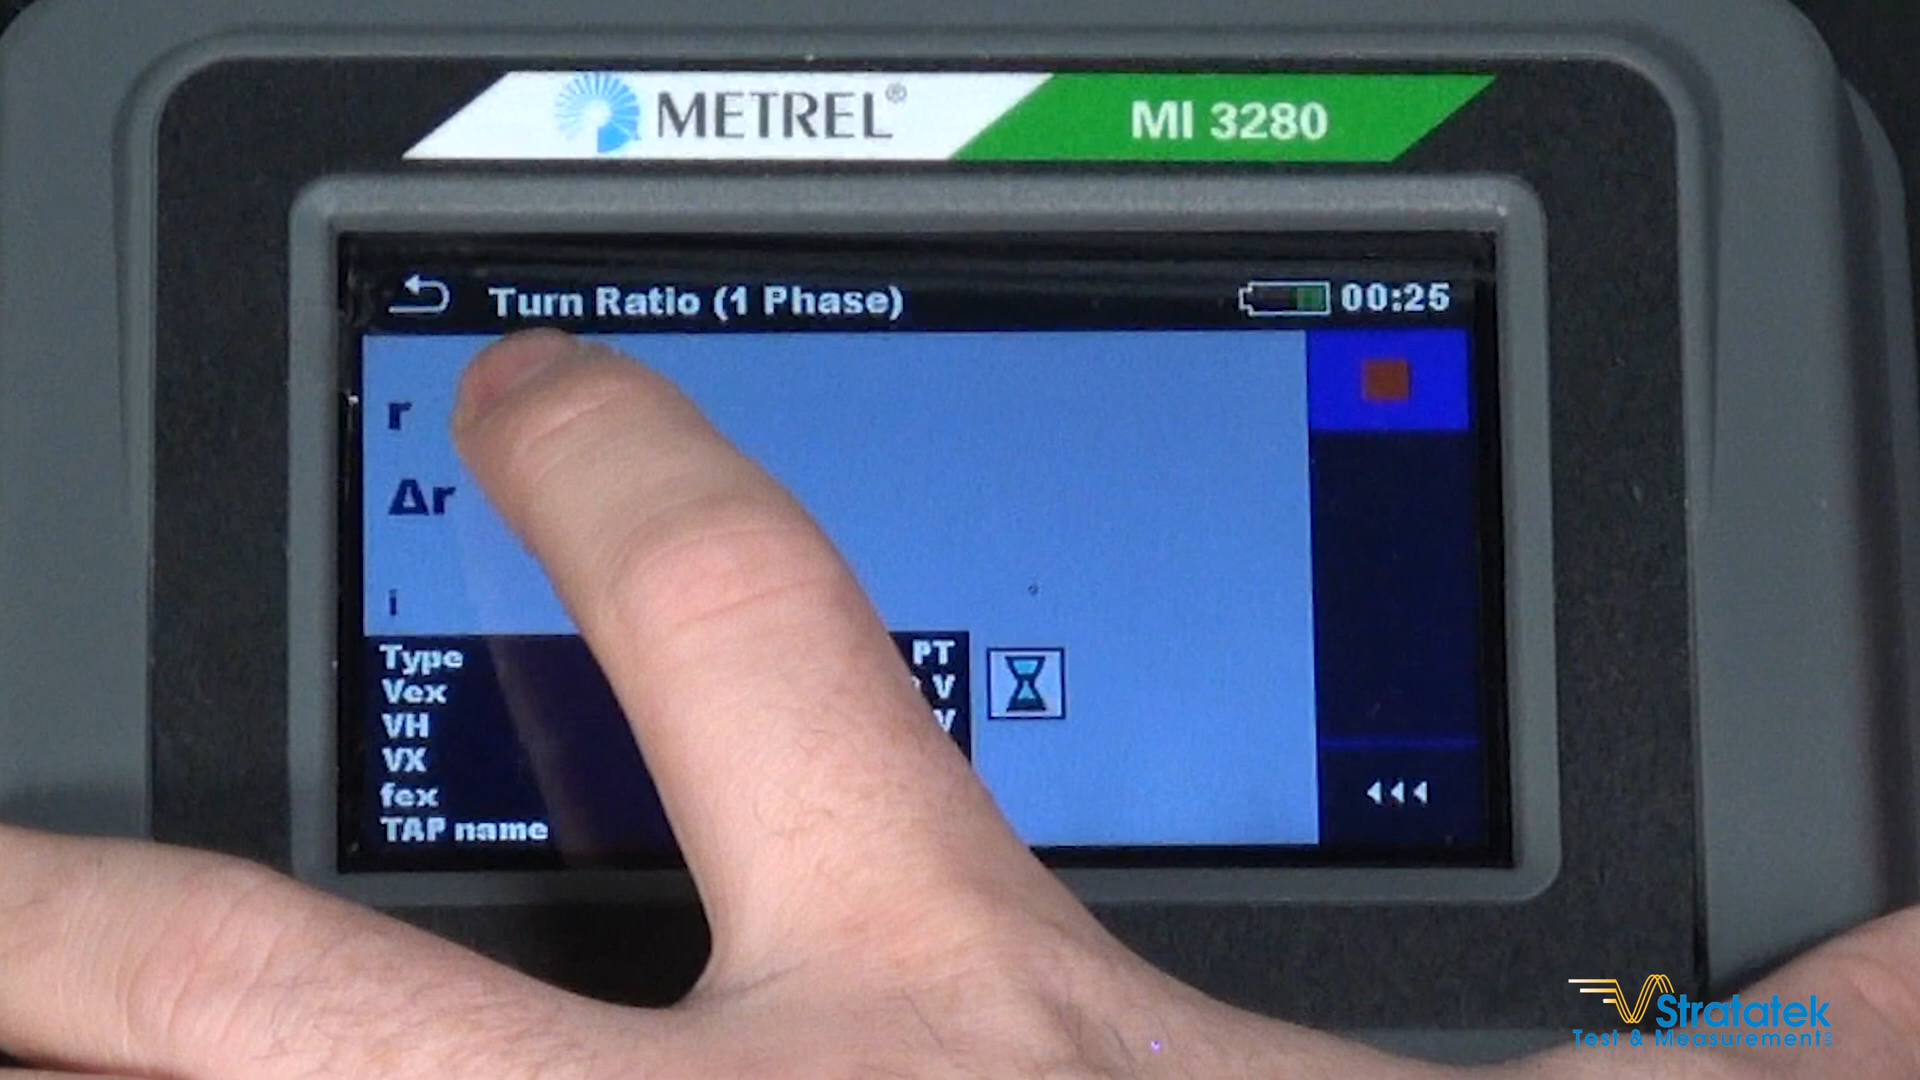 METREL® MI 3280
Turn Ratio (1 Phase) 00:25
r
Δr
i
Type PT
Vex V
VH V
VX
fex
TAP name
Stratatek
Test & Measurement